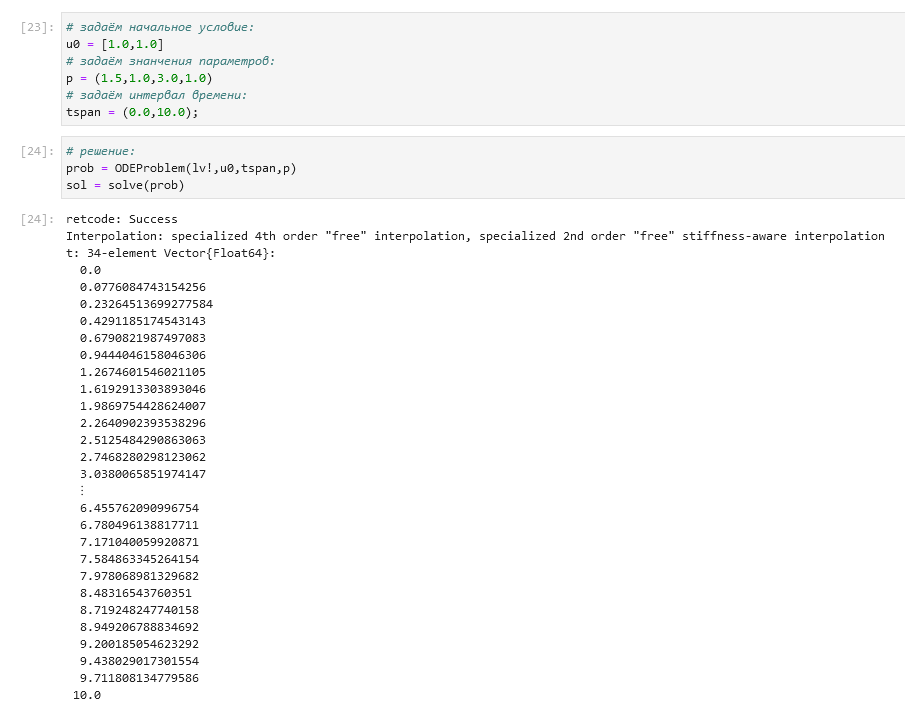 [23]: # задаём начальное условие:
u0 = [1.0,1.0]
# задаём знанчения параметров:
p = (1.5,1.0,3.0,1.0)
# задаём интервал времени:
tspan = (0.0,10.0);
[24]: # решение:
prob = ODEProblem(lv!,u0,tspan,p)
sol = solve(prob)
[24]: retcode: Success
Interpolation: specialized 4th order "free" interpolation, specialized 2nd order "free" stiffness-aware interpolation
t: 34-element Vector{Float64}:
0.0
0.0776084743154256
0.23264513699277584
0.4291185174543143
0.6790821987497083
0.9444046158046306
1.2674601546021105
1.6192913303893046
1.9869754428624007
2.2640902393538296
2.5125484290863063
2.7468280298123062
3.0380065851974147
⋮
6.455762090996754
6.780496138817711
7.171040059920871
7.584863345264154
7.978068981329682
8.48316543760351
8.719248247740158
8.949206788834692
9.200185054623292
9.438029017301554
9.711808134779586
10.0